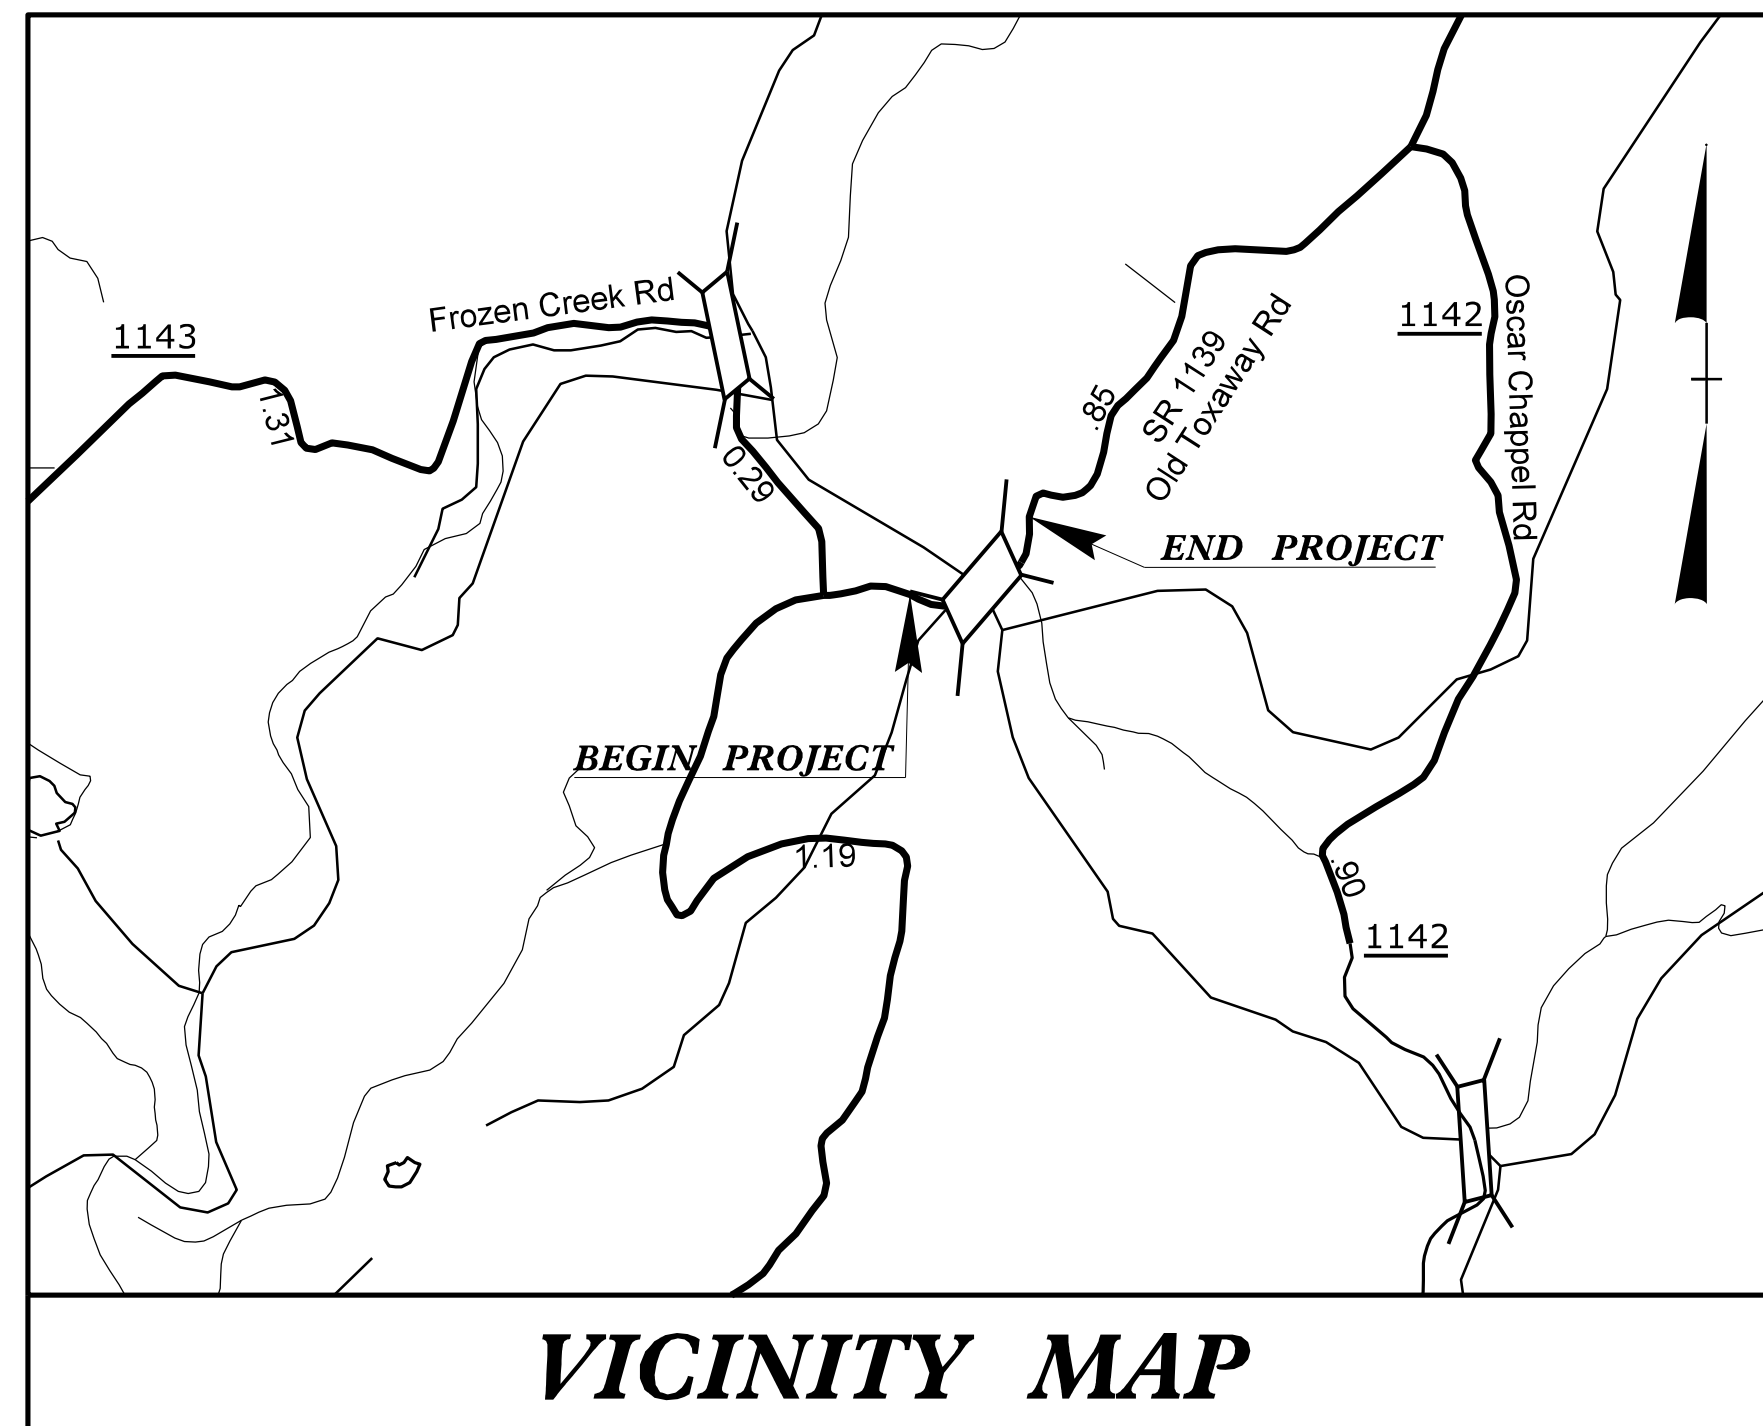 Frozen Creek Rd
1143
1142
Oscar Chappel Rd
SR 1139
Old Toxaway Rd
.85
1.31
0.29
END PROJECT
BEGIN PROJECT
1.19
.90
1142
VICINITY MAP